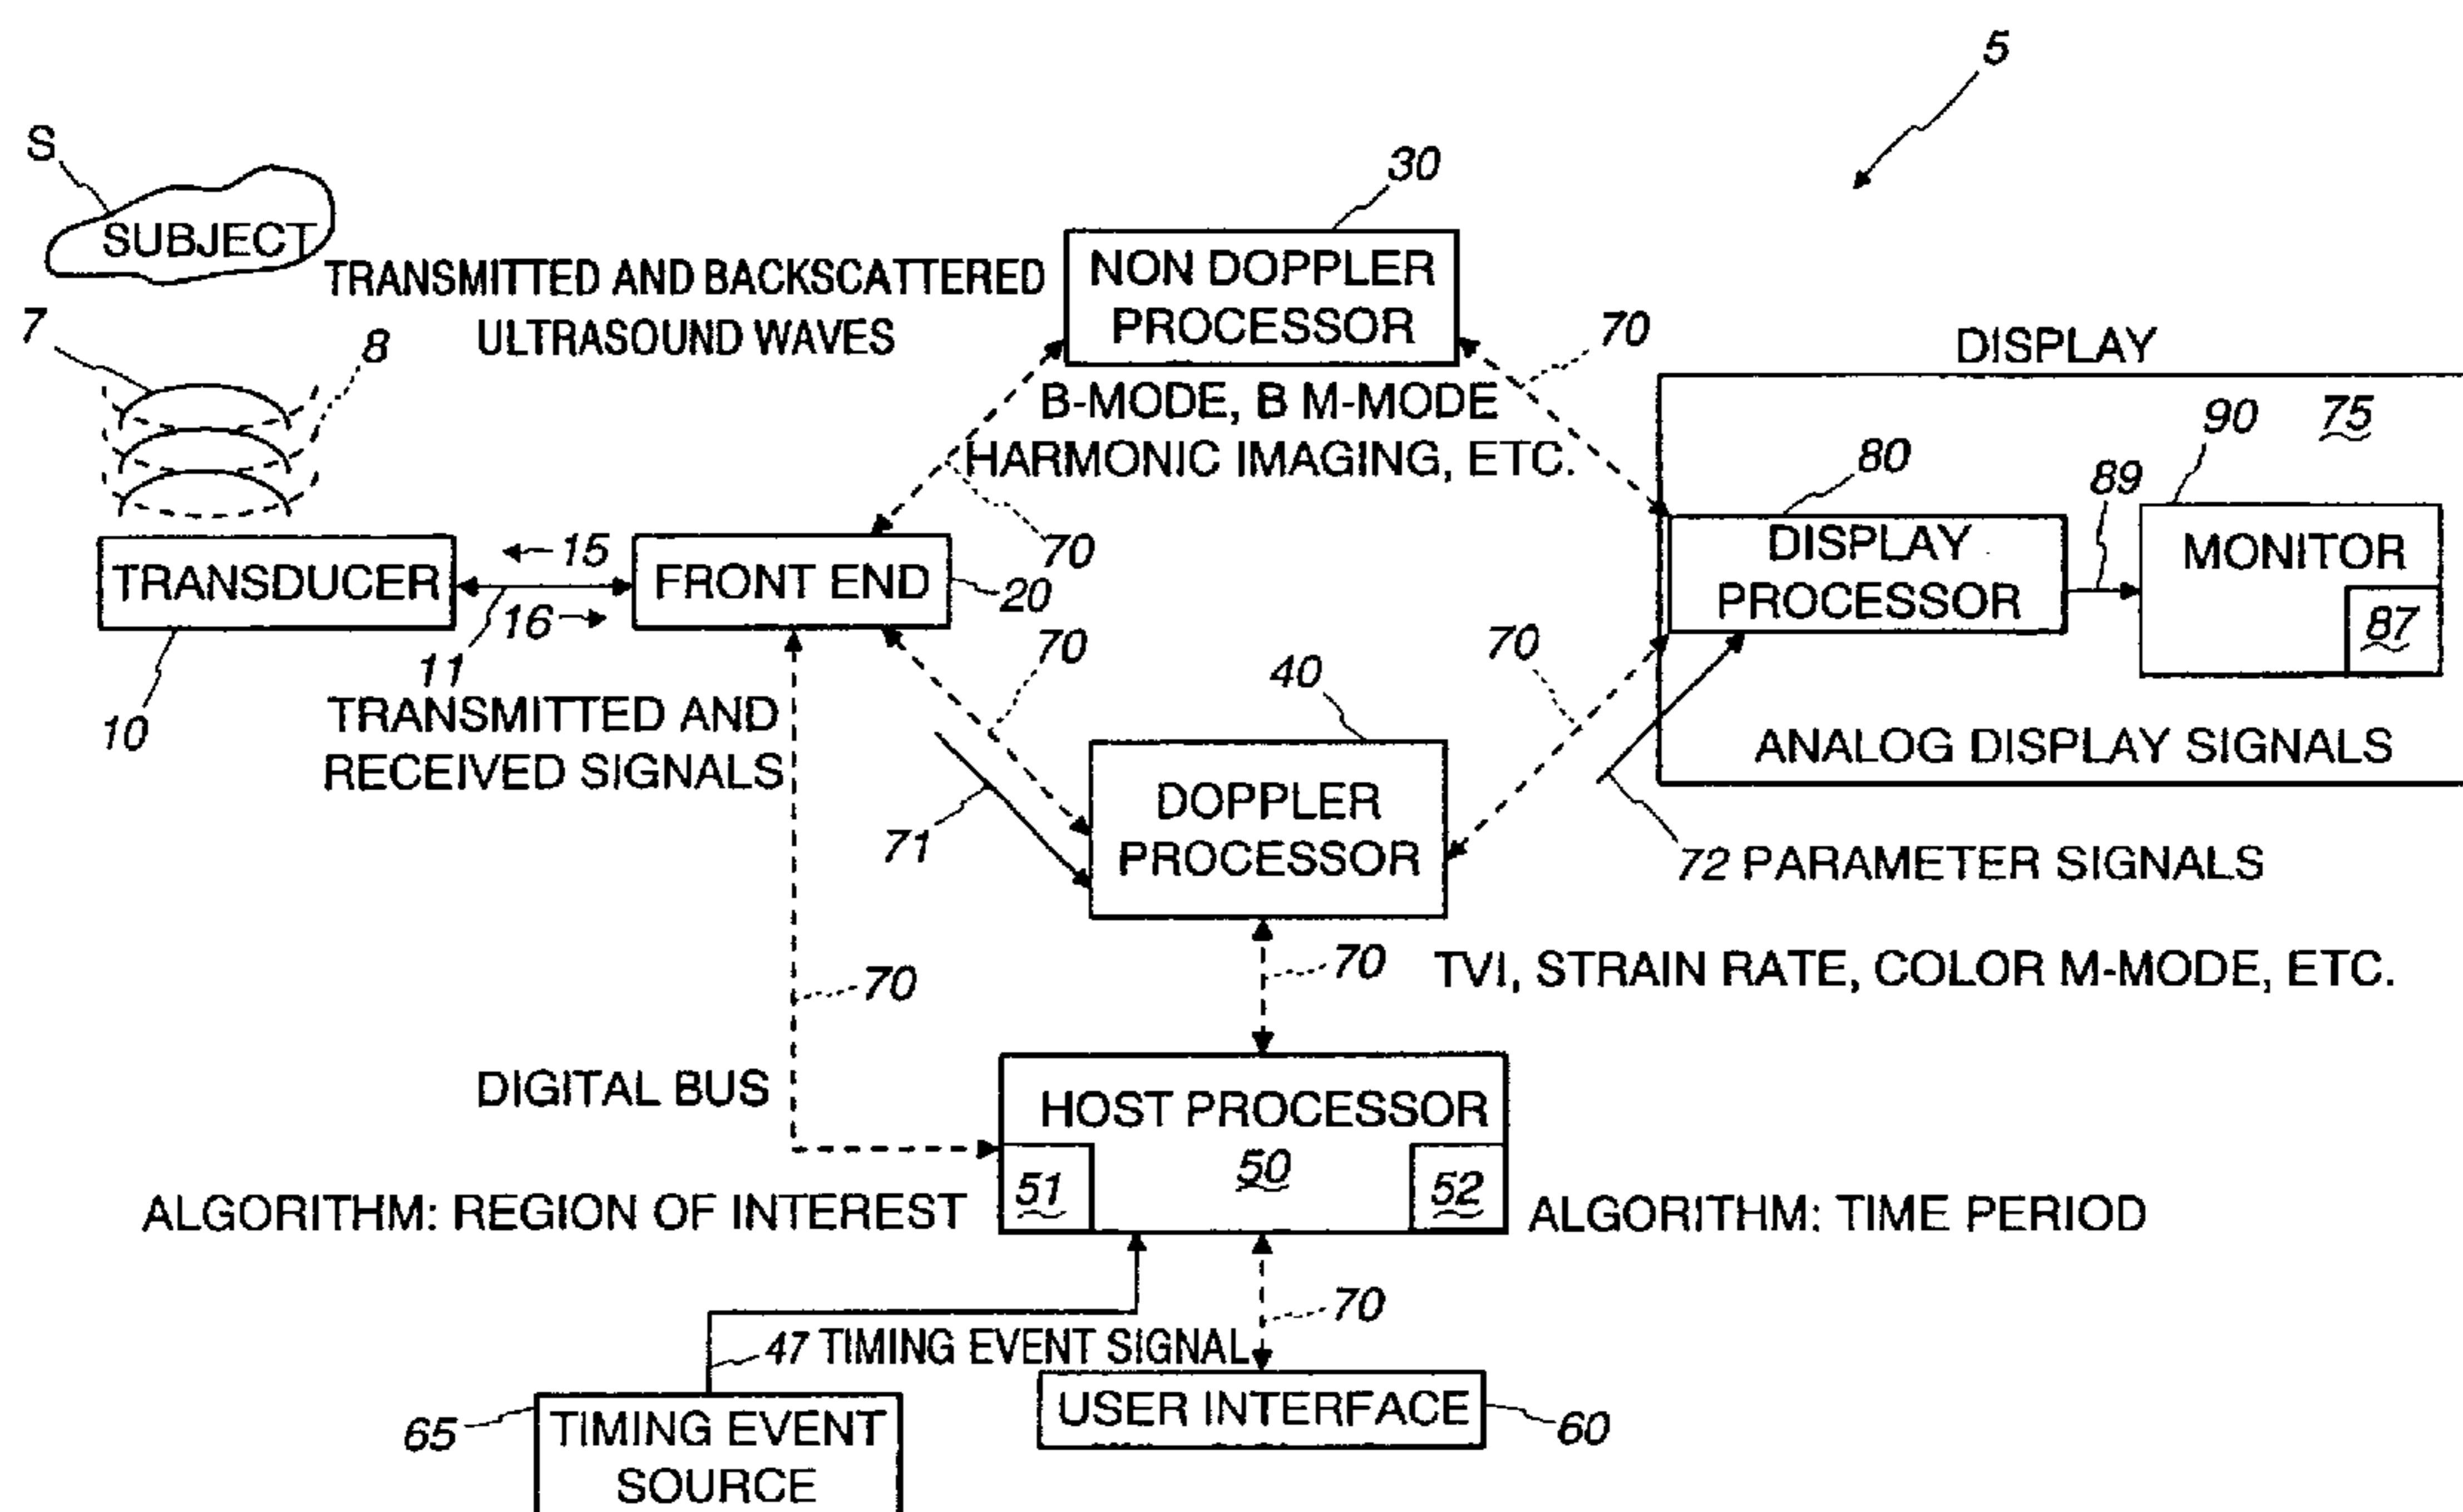 5
S
SUBJECT
30
NON DOPPLER
PROCESSOR
TRANSMITTED AND BACKSCATTERED
ULTRASOUND WAVES
7
8
70
DISPLAY
B-MODE, B M-MODE
HARMONIC IMAGING, ETC.
75
90
80
89
TRANSDUCER
15
16
11
10
FRONT END
20
70
DISPLAY
PROCESSOR
MONITOR
87
TRANSMITTED AND
RECEIVED SIGNALS
70
70
40
ANALOG DISPLAY SIGNALS
71
DOPPLER
PROCESSOR
72 PARAMETER SIGNALS
70
70
TVI, STRAIN RATE, COLOR M-MODE, ETC.
DIGITAL BUS
HOST PROCESSOR
50
51
52
ALGORITHM: REGION OF INTEREST
ALGORITHM: TIME PERIOD
70
47 TIMING EVENT SIGNAL
65
TIMING EVENT
SOURCE
USER INTERFACE
60